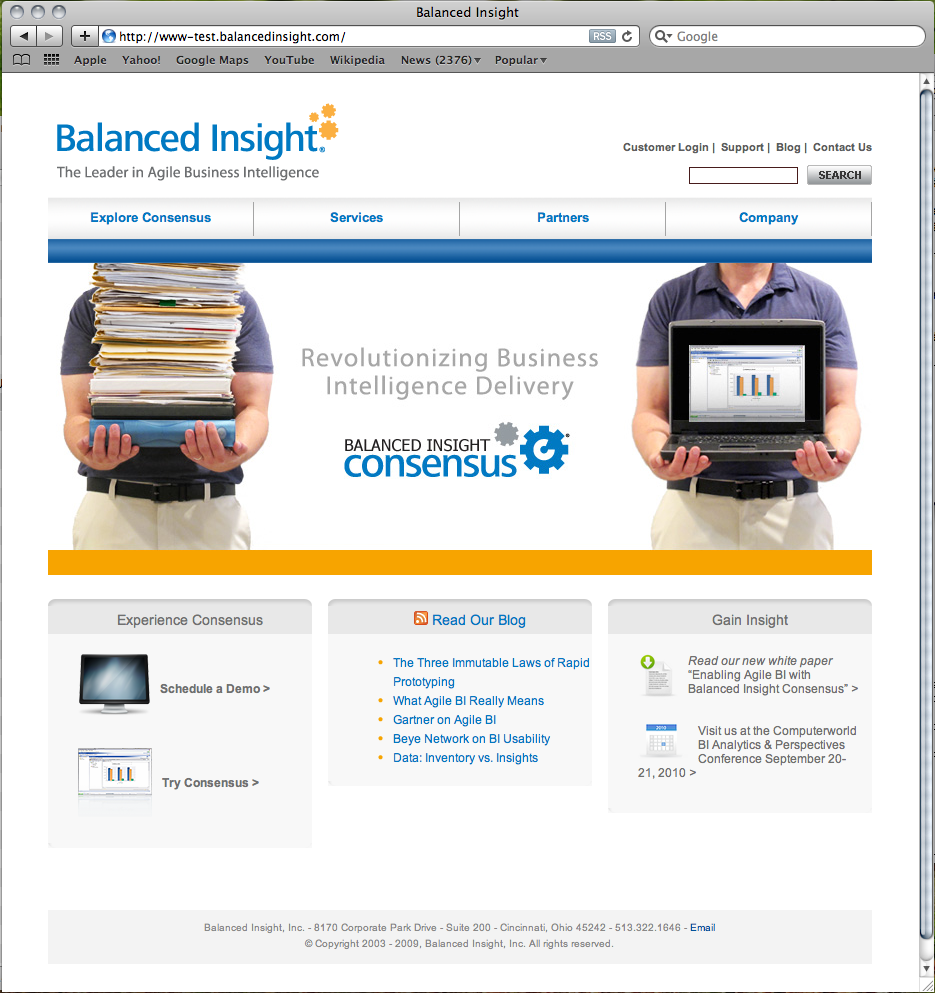 Balanced Insight
http://www-test.balancedinsight.com/
RSS
Google
Apple Yahoo! Google Maps YouTube Wikipedia News (2376) Popular
Balanced Insight®
The Leader in Agile Business Intelligence
Customer Login | Support | Blog | Contact Us
SEARCH
Explore Consensus Services Partners Company
Revolutionizing Business
Intelligence Delivery
BALANCED INSIGHT
consensus
Experience Consensus
Schedule a Demo >
Try Consensus >
Read Our Blog
The Three Immutable Laws of Rapid
Prototyping
What Agile BI Really Means
Gartner on Agile BI
Beye Network on BI Usability
Data: Inventory vs. Insights
Gain Insight
Read our new white paper
“Enabling Agile BI with
Balanced Insight Consensus” >
2010
Visit us at the Computerworld
BI Analytics & Perspectives
Conference September 20-
21, 2010 >
Balanced Insight, Inc. - 8170 Corporate Park Drive - Suite 200 - Cincinnati, Ohio 45242 - 513.322.1646 - Email
© Copyright 2003 - 2009, Balanced Insight, Inc. All rights reserved.